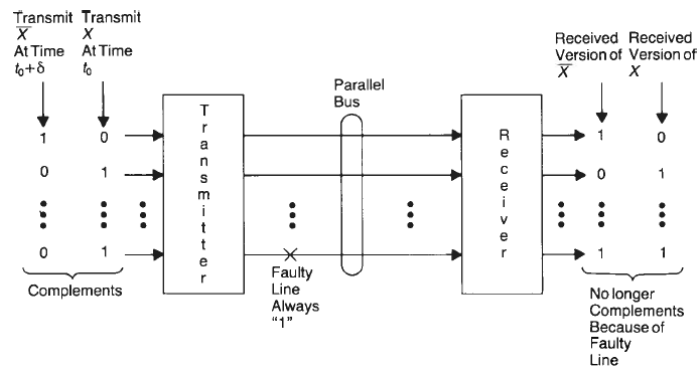 Transmit
X̅
At Time
t₀+δ
Transmit
X
At Time
t₀
1 0
0 1
0 1
Complements
Transmitter
Faulty
Line
Always
"1"
Parallel
Bus
Receiver
Received
Version of
X̅
Received
Version of
X
1 0
0 1
1 1
No longer
Complements
Because of
Faulty
Line